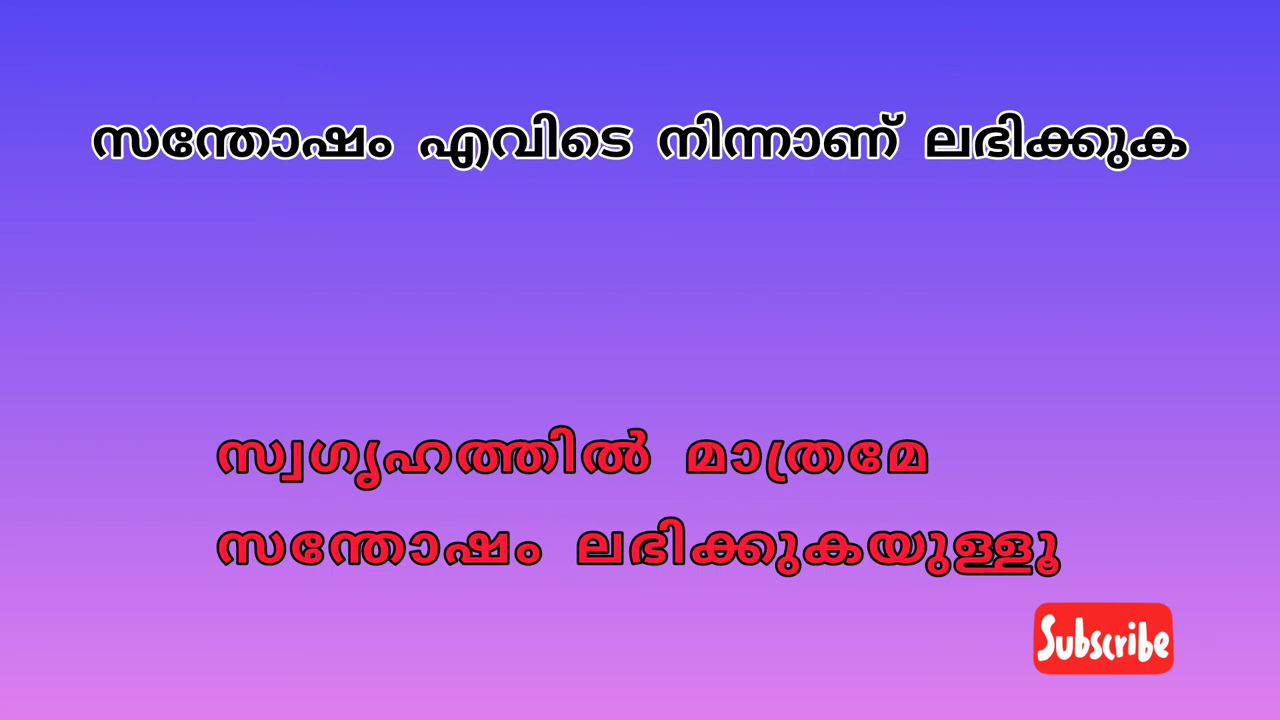 സന്തോഷം എവിടെ നിന്നാണ് ലഭിക്കുക
സ്വഗൃഹത്തിൽ മാത്രമേ
സന്തോഷം ലഭിക്കുകയുള്ളൂ
Subscribe